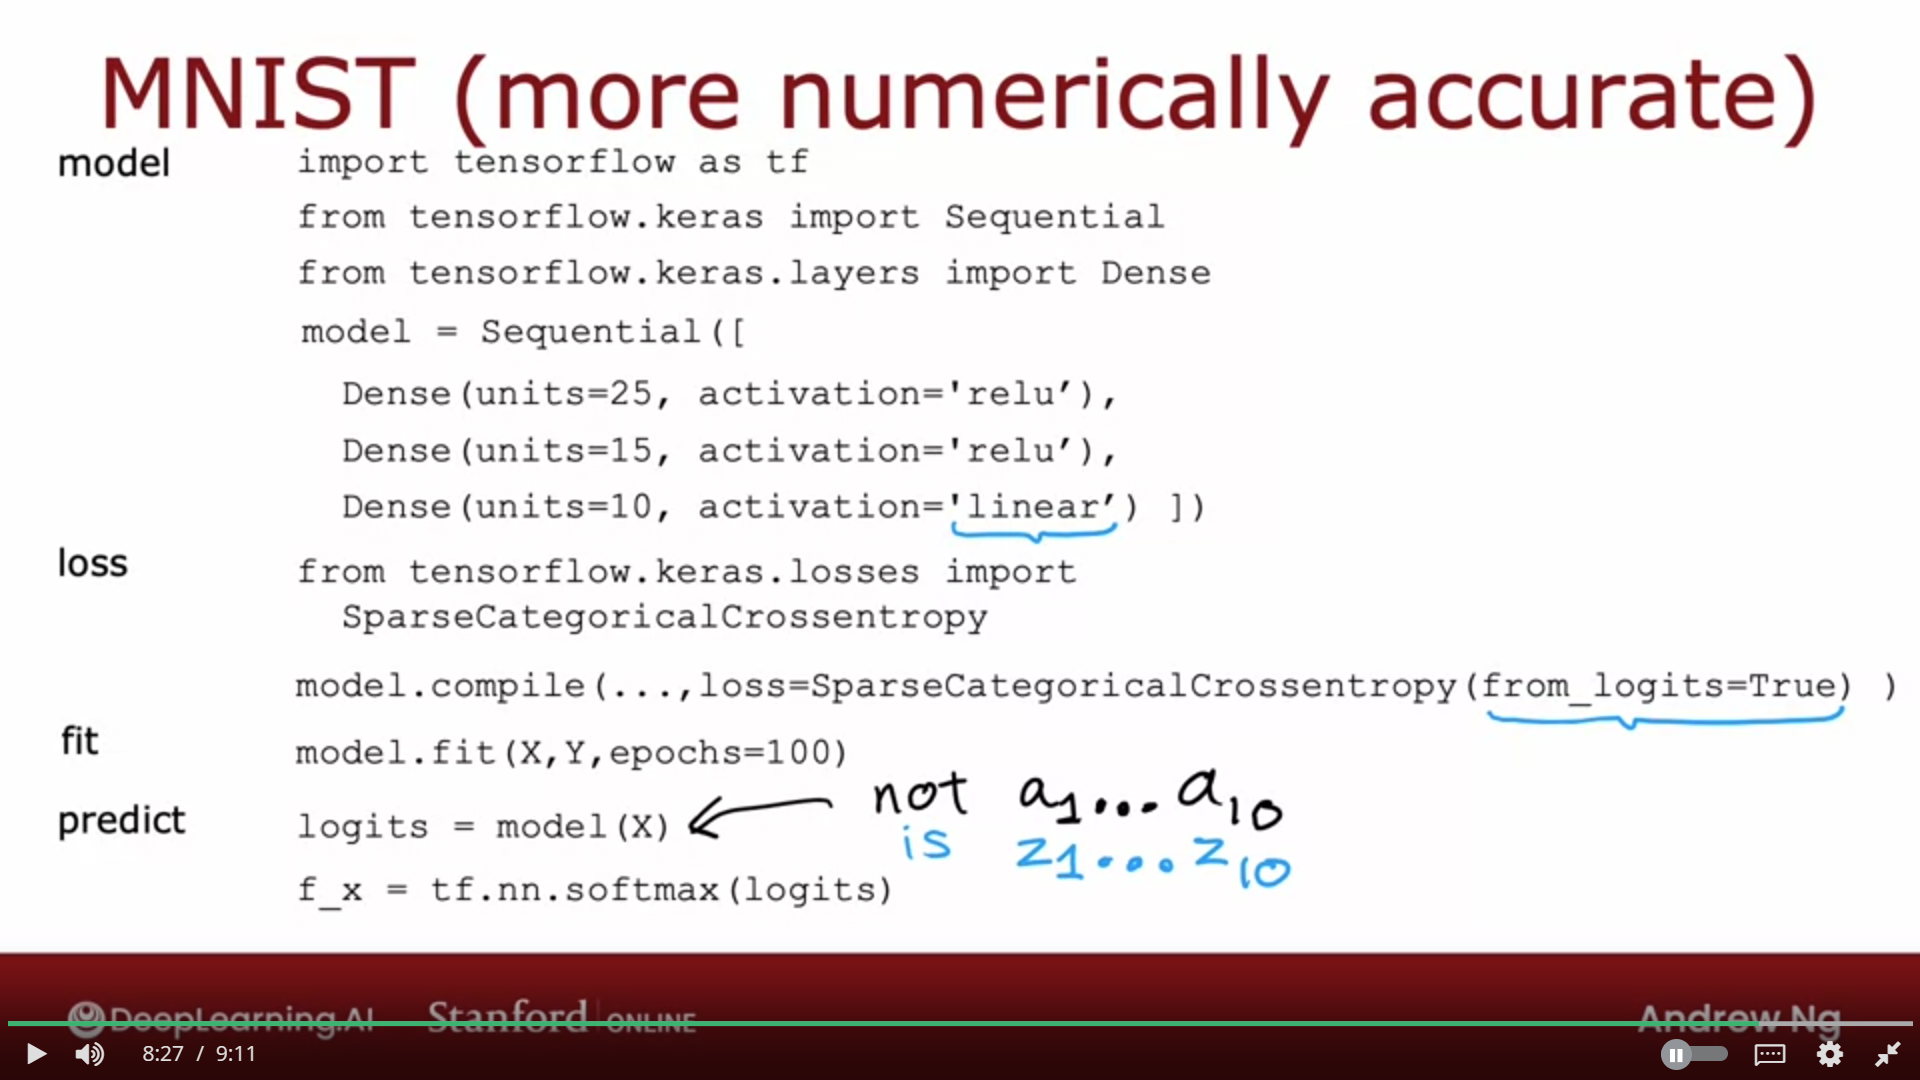 MNIST (more numerically accurate)
model
import tensorflow as tf
from tensorflow.keras import Sequential
from tensorflow.keras.layers import Dense
model = Sequential([
Dense(units=25, activation='relu’),
Dense(units=15, activation='relu’),
Dense(units=10, activation='linear’) ])
loss
from tensorflow.keras.losses import
SparseCategoricalCrossentropy
model.compile(...,loss=SparseCategoricalCrossentropy(from_logits=True) )
fit
model.fit(X,Y,epochs=100)
not a1...a10
predict
logits = model(X)
is z1...z10
f_x = tf.nn.softmax(logits)
DeepLearning.AI Stanford ONLINE Andrew Ng
8:27 / 9:11